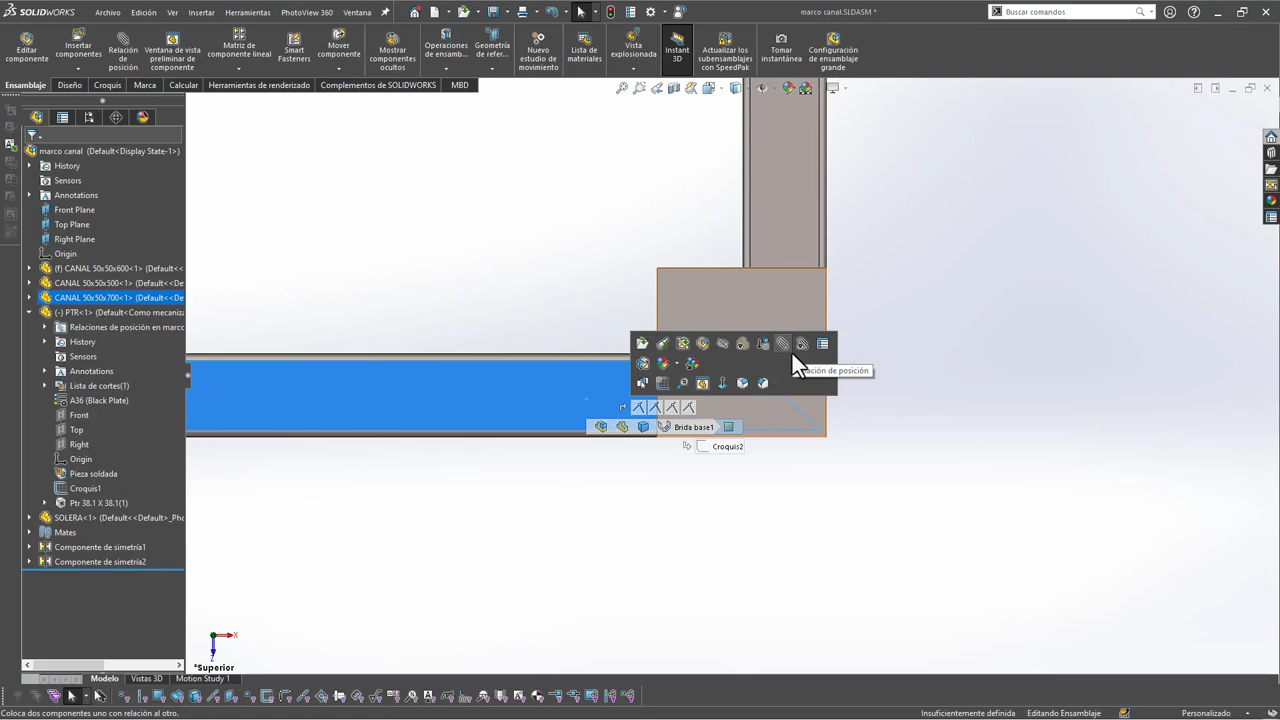 SOLIDWORKS
Archivo
Edición
Ver
Insertar
Herramientas
PhotoView 360
Ventana
marco canal.SLDASM *
Buscar comandos
Editar componente
Insertar componentes
Relación de posición
Ventana de vista preliminar de componente
Matriz de componente lineal
Smart Fasteners
Mover componente
Mostrar componentes ocultos
Operaciones de ensamb...
Geometría de refer...
Nuevo estudio de movimiento
Lista de materiales
Vista explosionada
Instant 3D
Actualizar los subensamblajes con SpeedPak
Tomar instantánea
Configuración de ensamblaje grande
Ensamblaje
Diseño
Croquis
Marca
Calcular
Herramientas de renderizado
Complementos de SOLIDWORKS
MBD
marco canal (Default<Display State-1>)
History
Sensors
Annotations
Front Plane
Top Plane
Right Plane
Origin
(f) CANAL 50x50x600<1> (Default<<
CANAL 50x50x500<1> (Default<<De
CANAL 50x50x700<1> (Default<<De
(-) PTR<1> (Default<Como mecaniza
Relaciones de posición en marco
History
Sensors
Annotations
Lista de cortes(1)
A36 (Black Plate)
Front
Top
Right
Origin
Pieza soldada
Croquis1
Ptr 38.1 X 38.1(1)
SOLERA<1> (Default<<Default>_Pho
Mates
Componente de simetría1
Componente de simetría2
ación de posición
Brida base1
Croquis2
X
Z
*Superior
Modelo
Vistas 3D
Motion Study 1
Coloca dos componentes uno con relación al otro.
Insuficientemente definida
Editando Ensamblaje
Personalizado